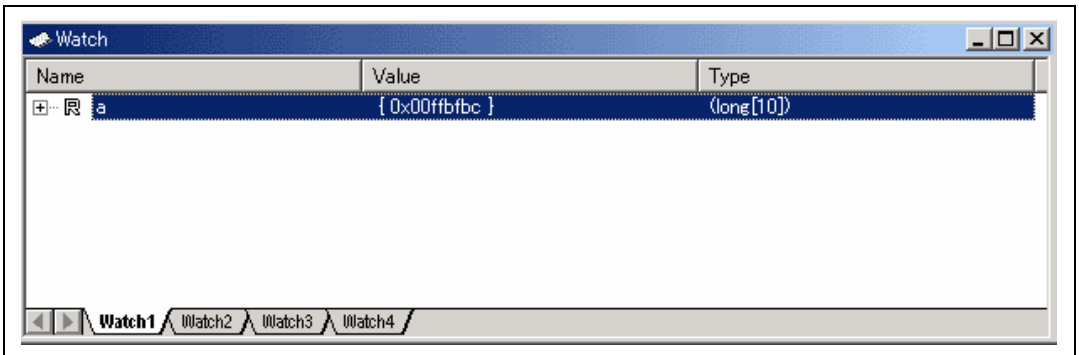 Watch
Name Value Type
R a { 0x00ffbfbc } (long[10])
Watch1 Watch2 Watch3 Watch4